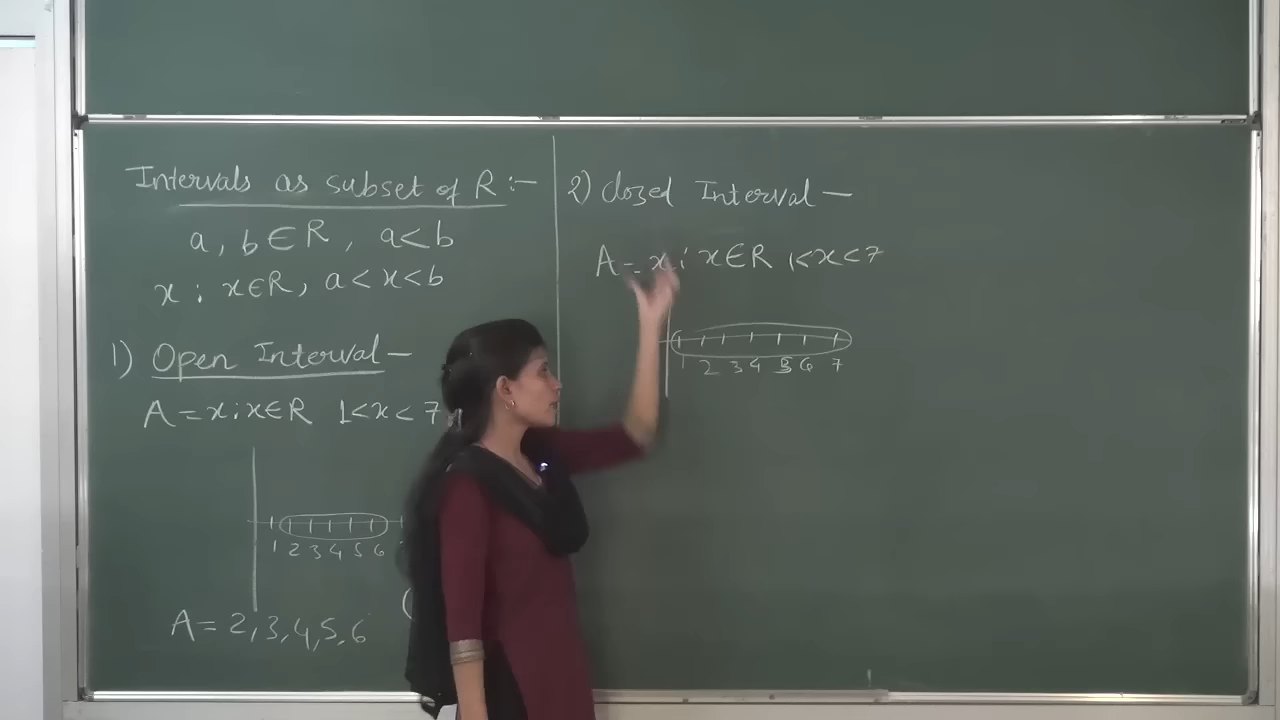 Intervals as subset of R :-
a, b ∈ R, a < b
x : x ∈ R, a < x < b
1) Open Interval -
A = x : x ∈ R 1 < x < 7
1 2 3 4 5 6
A = 2, 3, 4, 5, 6
(
2) Closed Interval -
A = x : x ∈ R 1 < x < 7
1 2 3 4 5 6 7